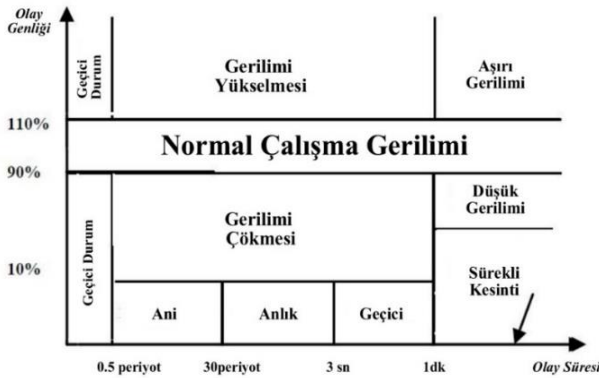 Olay
Genliği
Geçici
Durum
Gerilimi
Yükselmesi
Aşırı
Gerilimi
110%
Normal Çalışma Gerilimi
90%
Geçici Durum
Gerilimi
Çökmesi
Düşük
Gerilimi
10%
Sürekli
Kesinti
Ani
Anlık
Geçici
0.5 periyot
30periyot
3 sn
1dk
Olay Süresi